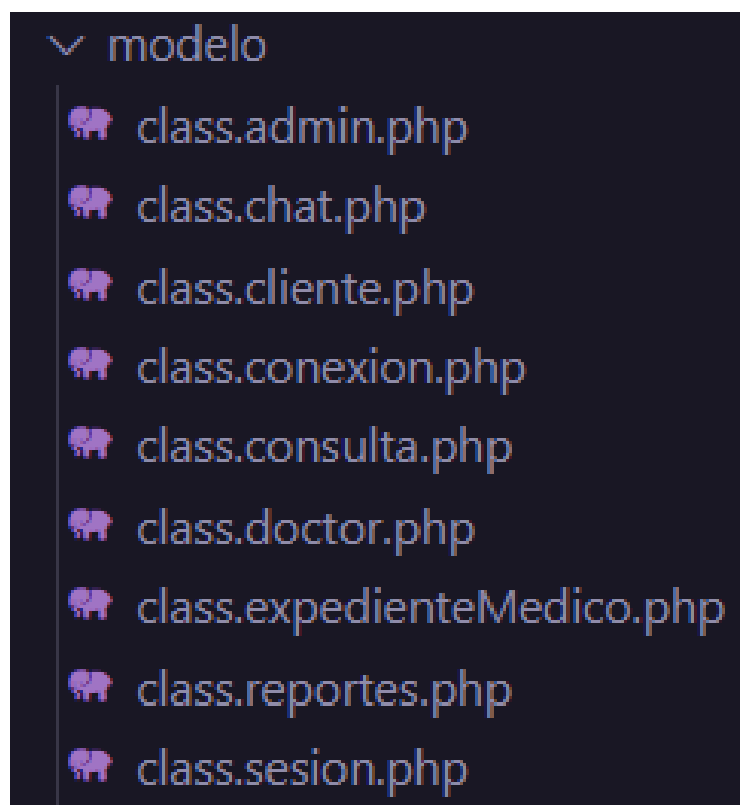 modelo
class.admin.php
class.chat.php
class.cliente.php
class.conexion.php
class.consulta.php
class.doctor.php
class.expedienteMedico.php
class.reportes.php
class.sesion.php